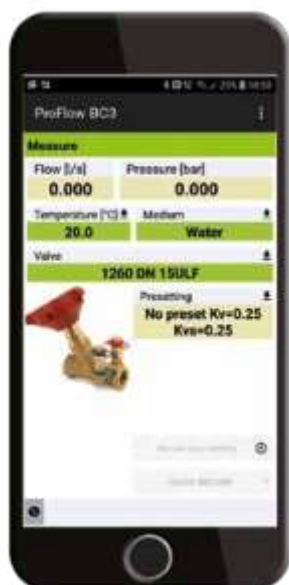 ProFlow BC3
Measure
Flow [l/s] Pressure [bar]
0.000 0.000
Temperature [°C] Medium
20.0 Water
Valve
1260 DN 15ULF
Presetting
No preset Kv=0.25
Kvs=0.25